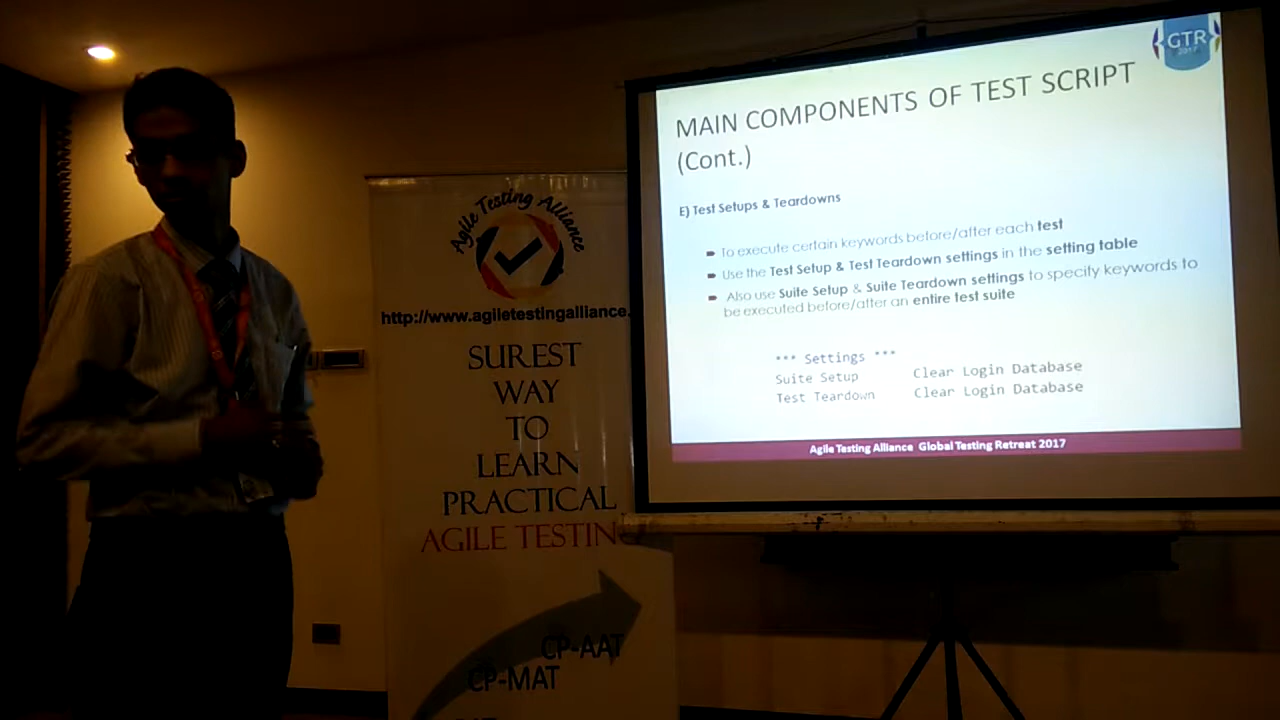 Agile Testing Alliance
http://www.agiletestingalliance.
SUREST
WAY
TO
LEARN
PRACTICAL
AGILE TESTING
CP-AAT
CP-MAT
GTR
2017
MAIN COMPONENTS OF TEST SCRIPT
(Cont.)
E) Test Setups & Teardowns
To execute certain keywords before/after each test
Use the Test Setup & Test Teardown settings in the setting table
Also use Suite Setup & Suite Teardown settings to specify keywords to
be executed before/after an entire test suite
*** Settings ***
Suite Setup Clear Login Database
Test Teardown Clear Login Database
Agile Testing Alliance Global Testing Retreat 2017